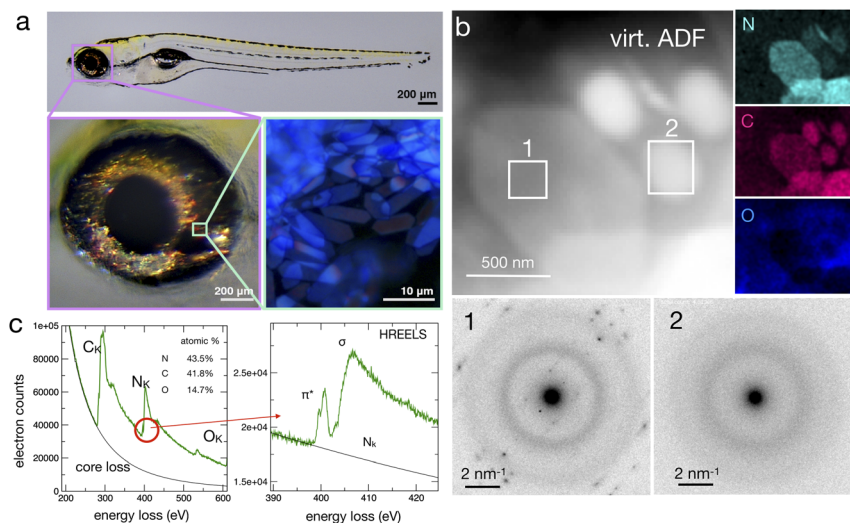 a
200 µm
200 µm
10 µm
b
virt. ADF
1
2
500 nm
N
C
O
1
2 nm⁻¹
2
2 nm⁻¹
c
1e+05
80000
60000
40000
20000
0
electron counts
200 300 400 500 600
energy loss (eV)
C_K
N_K
O_K
core loss
atomic %
N 43.5%
C 41.8%
O 14.7%
HREELS
σ
π*
N_k
2.5e+04
2e+04
1.5e+04
390 400 410 420
energy loss (eV)